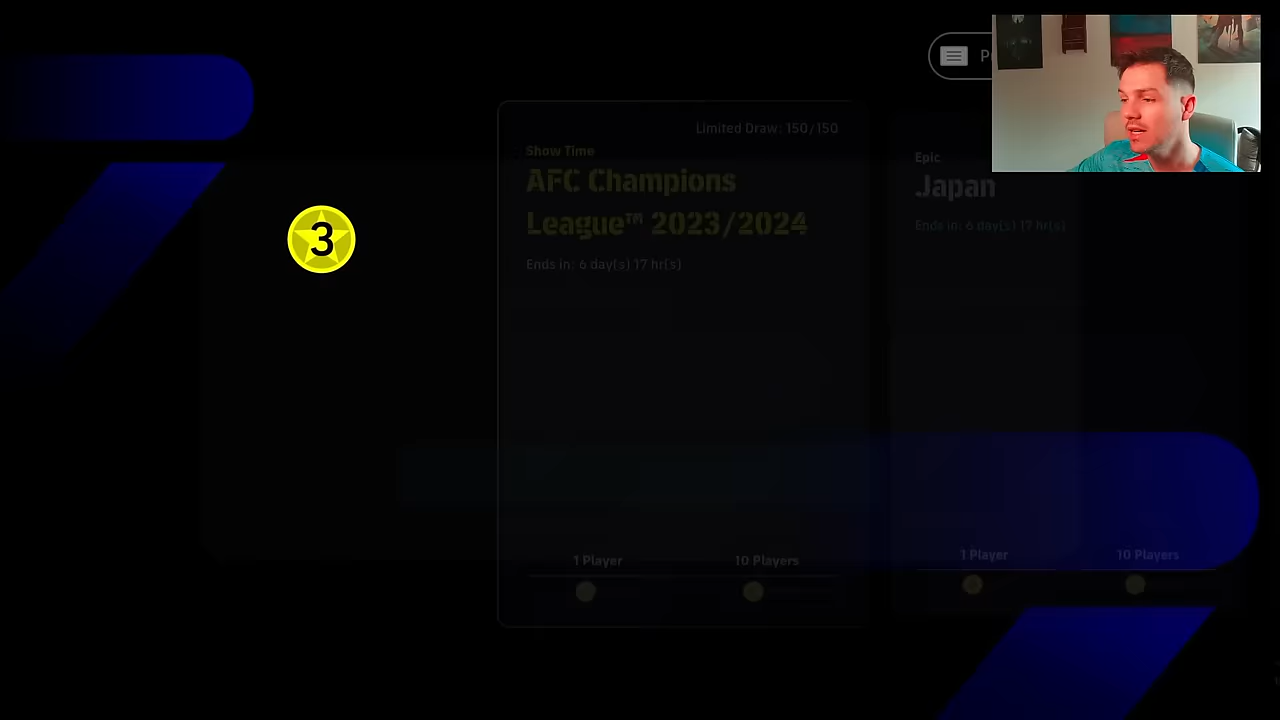 Limited Draw: 150/150
Show Time
AFC Champions
League™ 2023/2024
Ends in: 6 day(s) 17 hr(s)
1 Player
10 Players
Epic
Japan
Ends in: 6 day(s) 17 hr(s)
1 Player
10 Players
3